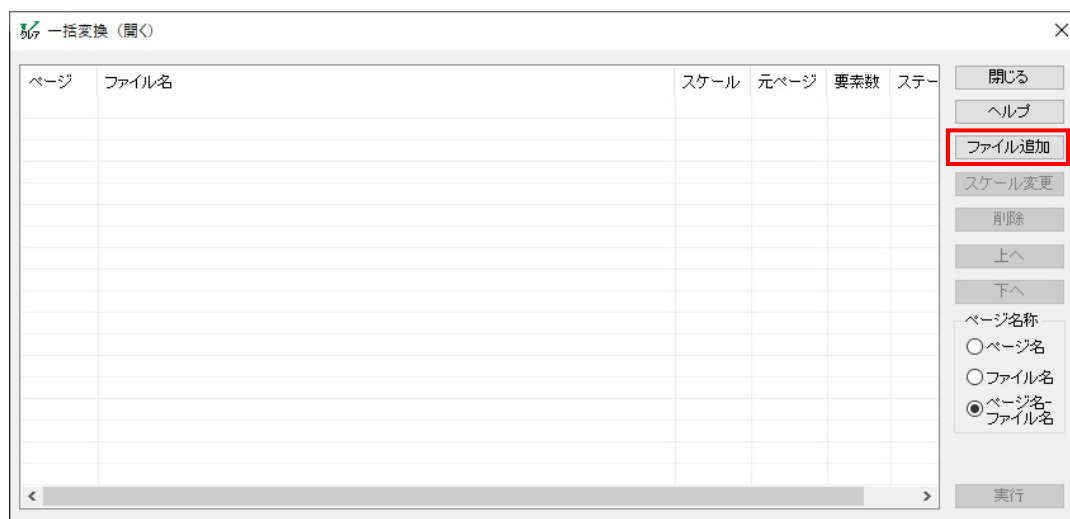 一括変換（開く）
ページ ファイル名 スケール 元ページ 要素数 ステー
閉じる
ヘルプ
ファイル追加
スケール変更
削除
上へ
下へ
ページ名称
ページ名
ファイル名
ページ名-
ファイル名
実行